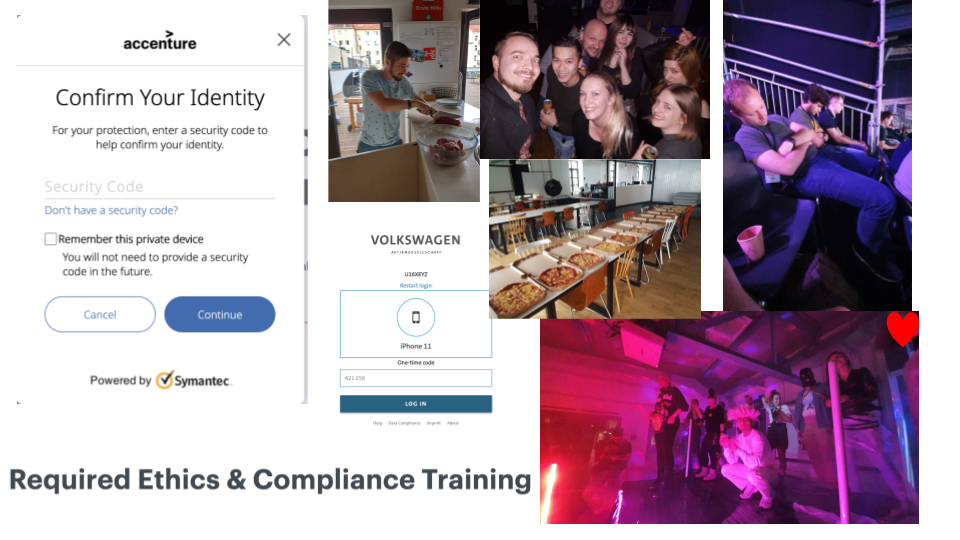 accenture
Confirm Your Identity
For your protection, enter a security code to
help confirm your identity.
Security Code
Don't have a security code?
Remember this private device
You will not need to provide a security
code in the future.
Cancel
Continue
Powered by Symantec.
Erste Hilfe
VOLKSWAGEN
AKTIENGESELLSCHAFT
Restart login
iPhone 11
One-time code
421 256
LOG IN
Help Data Compliance Imprint About
Required Ethics & Compliance Training